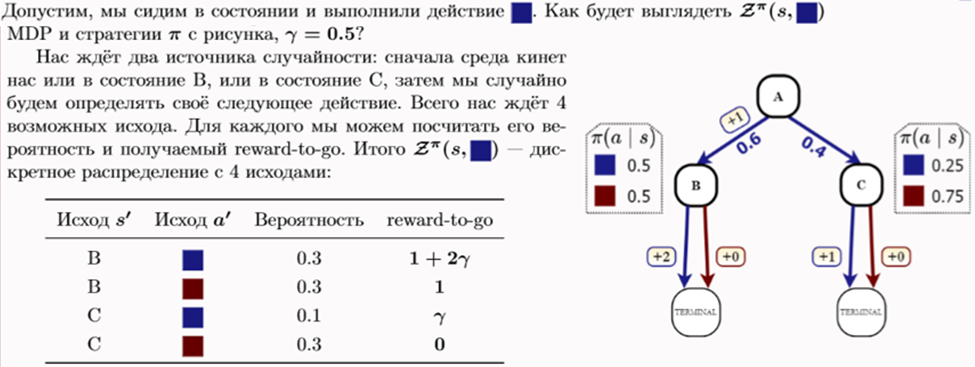 Допустим, мы сидим в состоянии и выполнили действие . Как будет выглядеть 𝒵^π(s, )
MDP и стратегии π с рисунка, γ = 0.5?
Нас ждёт два источника случайности: сначала среда кинет
нас или в состояние B, или в состояние C, затем мы случайно
будем определять своё следующее действие. Всего нас ждёт 4
возможных исхода. Для каждого мы можем посчитать его ве-
роятность и получаемый reward-to-go. Итого 𝒵^π(s, ) — дис-
кретное распределение с 4 исходами:
Исход s′ Исход a′ Вероятность reward-to-go
B 0.3 1 + 2γ
B 0.3 1
C 0.1 γ
C 0.3 0
A
+1
0.6
0.4
π(a | s)
0.5
0.5
B
C
π(a | s)
0.25
0.75
+2
+0
+1
+0
TERMINAL
TERMINAL